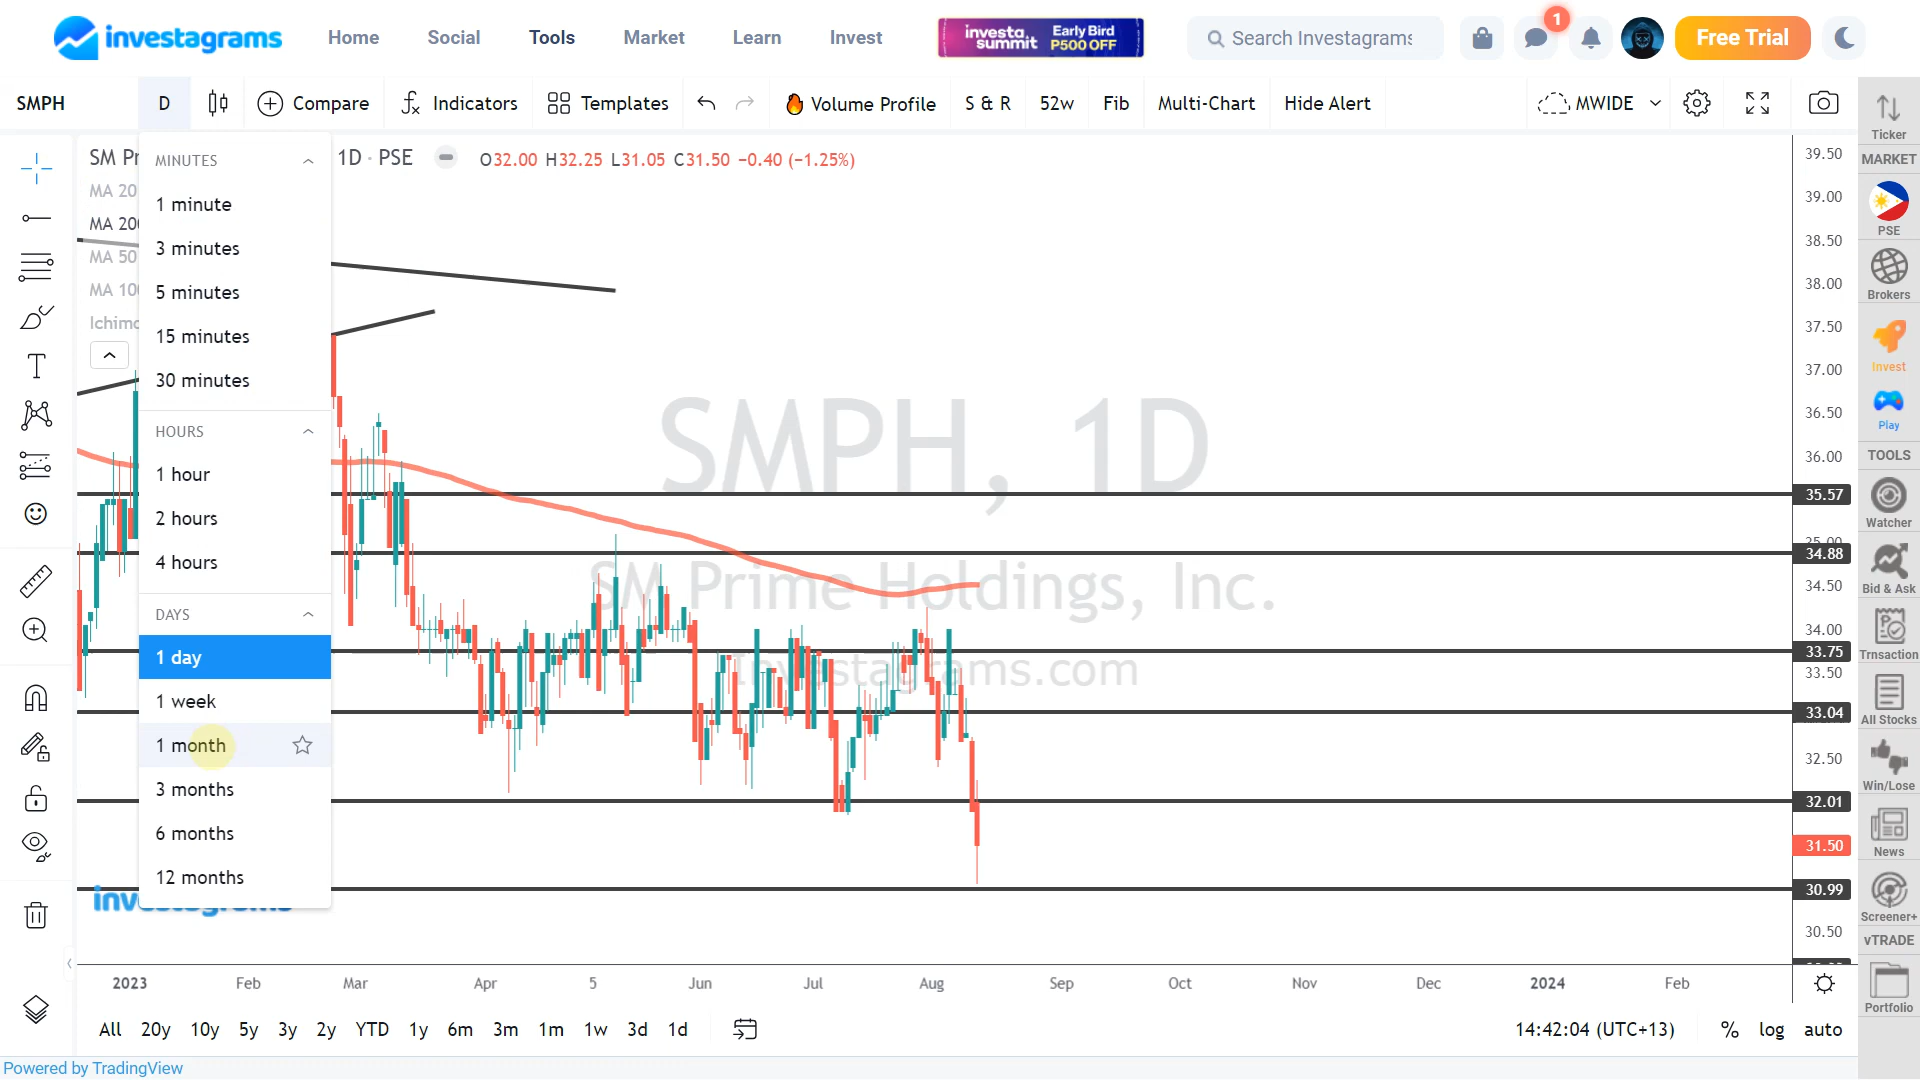 investagrams Home Social Tools Market Learn Invest investa summit Early Bird P500 OFF Search Investagrams 1 Free Trial
SMPH D Compare Indicators Templates Volume Profile S & R 52w Fib Multi-Chart Hide Alert MWIDE
SM Pr 1D · PSE O32.00 H32.25 L31.05 C31.50 −0.40 (−1.25%)
MA 20
MA 200
MA 50
MA 100
Ichimo
MINUTES
1 minute
3 minutes
5 minutes
15 minutes
30 minutes
HOURS
1 hour
2 hours
4 hours
DAYS
1 day
1 week
1 month
3 months
6 months
12 months
SMPH, 1D
SM Prime Holdings, Inc.
Investagrams.com
39.50
39.00
38.50
38.00
37.50
37.00
36.50
36.00
35.57
35.00
34.88
34.50
34.00
33.75
33.50
33.04
32.50
32.01
31.50
30.99
30.50
Ticker
MARKET
PSE
Brokers
Invest
Play
TOOLS
Watcher
Bid & Ask
Trnsaction
All Stocks
Win/Lose
News
Screener+
vTRADE
Portfolio
investagrams
2023 Feb Mar Apr 5 Jun Jul Aug Sep Oct Nov Dec 2024 Feb
All 20y 10y 5y 3y 2y YTD 1y 6m 3m 1m 1w 3d 1d 14:42:04 (UTC+13) % log auto
Powered by TradingView